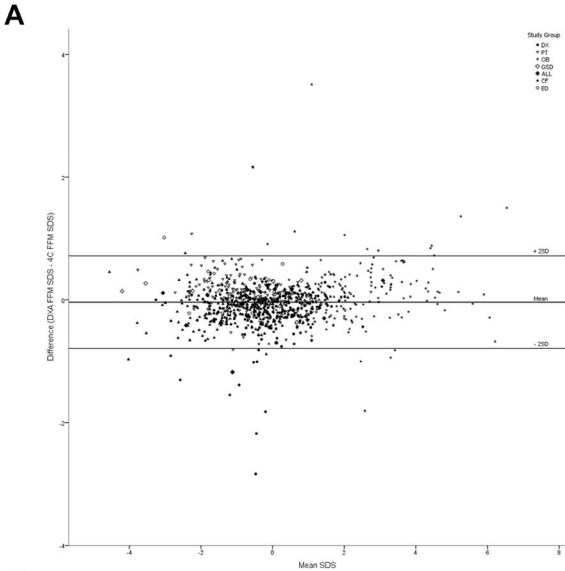 A
Study Group
DX
PT
OB
GSD
ALL
CF
ED
Difference (DXA FFM SDS - 4C FFM SDS)
4
2
0
-2
-4
+ 2SD
Mean
- 2SD
-4
-2
0
2
4
6
8
Mean SDS